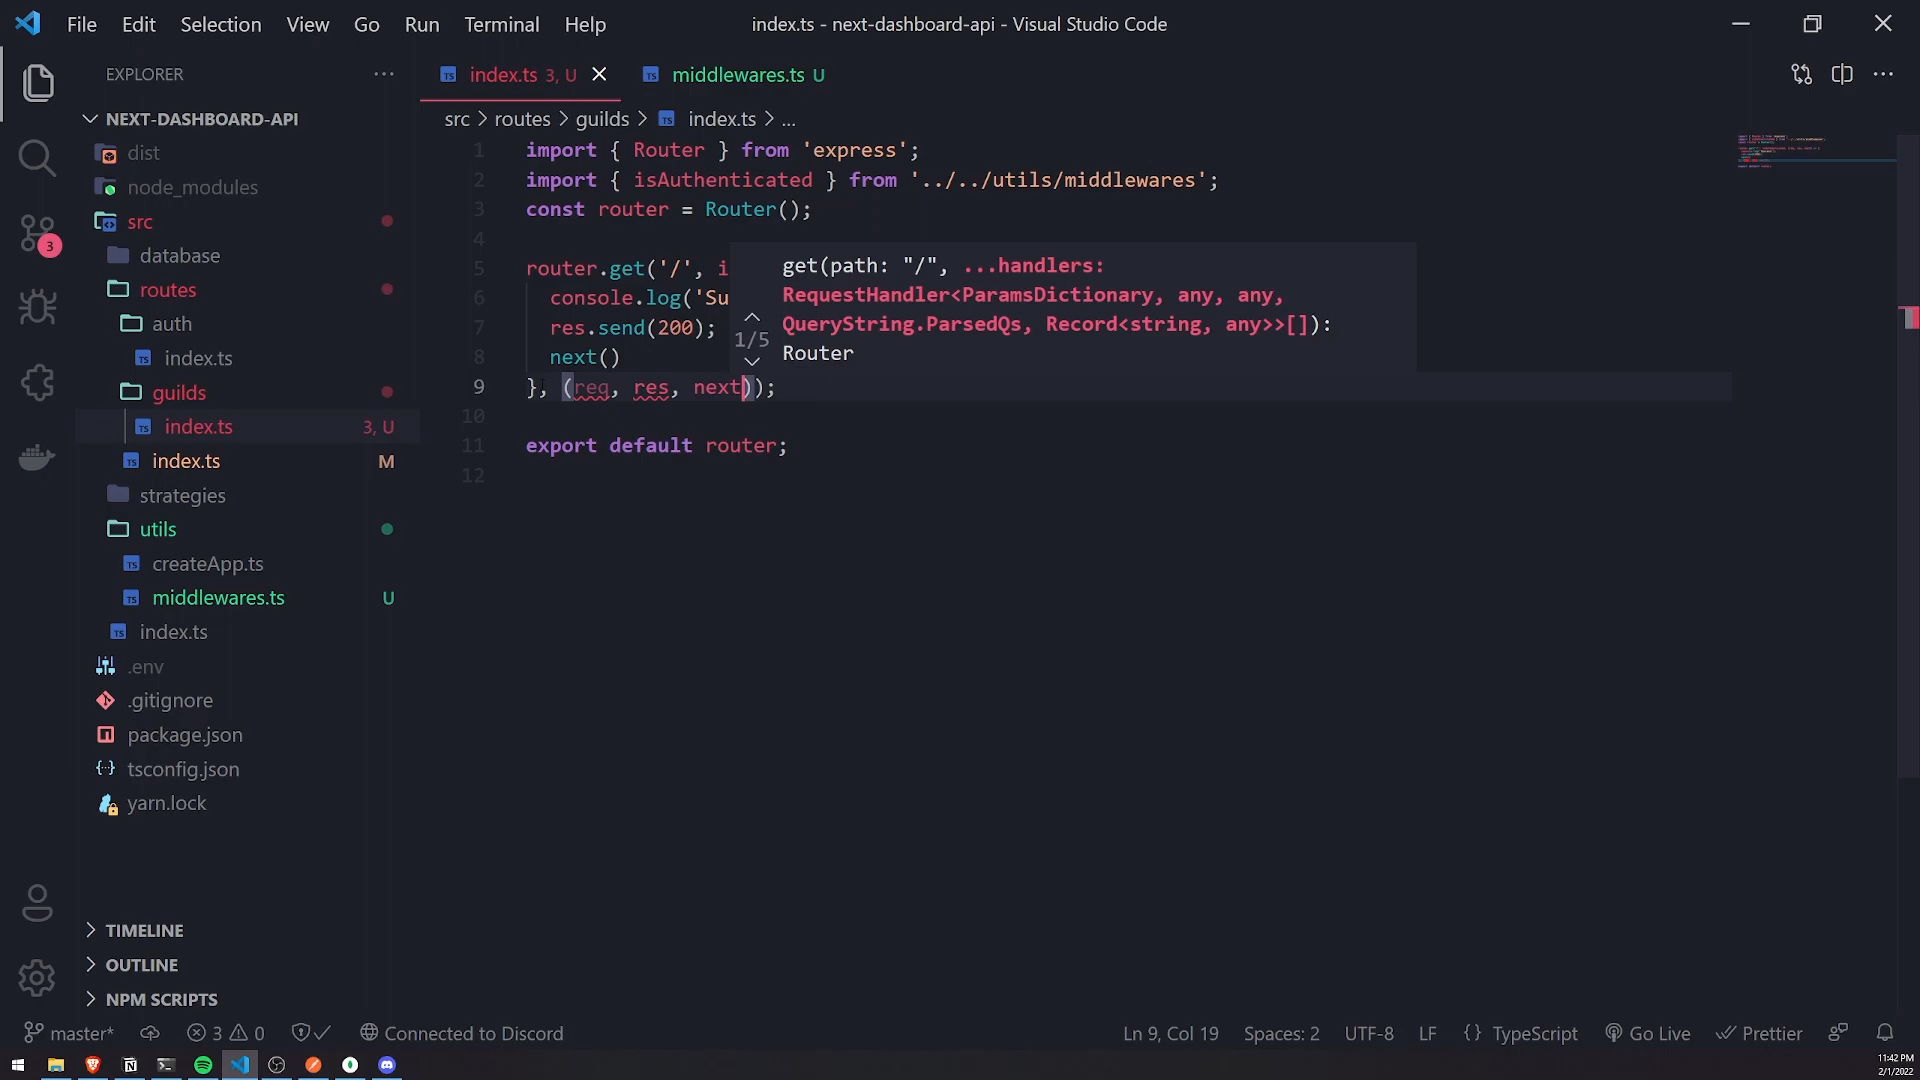 File Edit Selection View Go Run Terminal Help
index.ts - next-dashboard-api - Visual Studio Code
EXPLORER
index.ts 3, U
middlewares.ts U
NEXT-DASHBOARD-API
src > routes > guilds > index.ts > ...
dist
node_modules
src
database
routes
auth
index.ts
guilds
index.ts 3, U
index.ts M
strategies
utils
createApp.ts
middlewares.ts U
index.ts
.env
.gitignore
package.json
tsconfig.json
yarn.lock
TIMELINE
OUTLINE
NPM SCRIPTS
1 import { Router } from 'express';
2 import { isAuthenticated } from '../../utils/middlewares';
3 const router = Router();
4
5 router.get('/', i
6 console.log('Su
7 res.send(200);
8 next()
9 }, (req, res, next));
10
11 export default router;
12
get(path: "/", ...handlers:
RequestHandler<ParamsDictionary, any, any,
QueryString.ParsedQs, Record<string, any>>[]):
Router
1/5
3
master* 3 0 Connected to Discord
Ln 9, Col 19 Spaces: 2 UTF-8 LF {} TypeScript Go Live Prettier
11:42 PM
2/1/2022